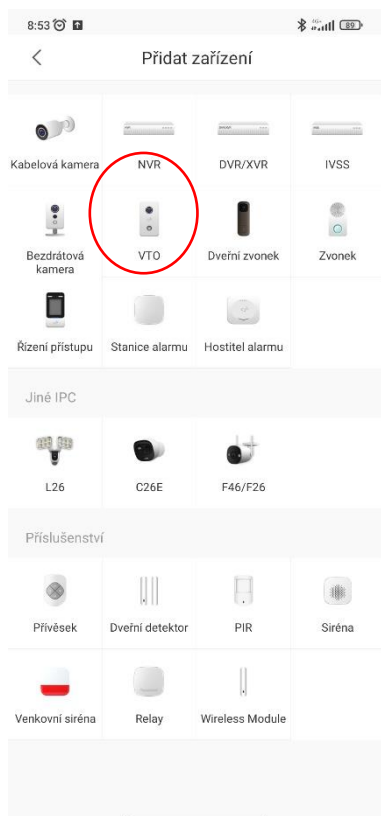 8:53
4G+
89
Přidat zařízení
Kabelová kamera
NVR
DVR/XVR
IVSS
Bezdrátová
kamera
VTO
Dveřní zvonek
Zvonek
Řízení přístupu
Stanice alarmu
Hostitel alarmu
Jiné IPC
L26
C26E
F46/F26
Příslušenství
Přívěsek
Dveřní detektor
PIR
Siréna
Venkovní siréna
Relay
Wireless Module